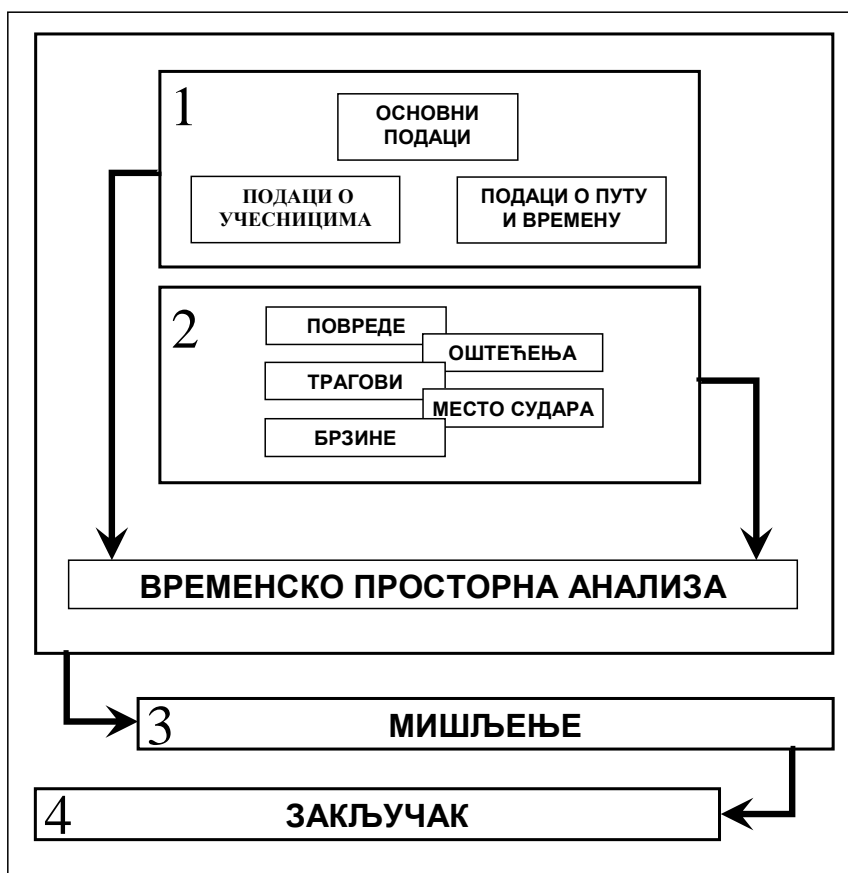 1
ОСНОВНИ
ПОДАЦИ
ПОДАЦИ О
УЧЕСНИЦИМА
ПОДАЦИ О ПУТУ
И ВРЕМЕНУ
2
ПОВРЕДЕ
ОШТЕЋЕЊА
ТРАГОВИ
МЕСТО СУДАРА
БРЗИНЕ
ВРЕМЕНСКО ПРОСТОРНА АНАЛИЗА
3
МИШЉЕЊЕ
4
ЗАКЉУЧАК